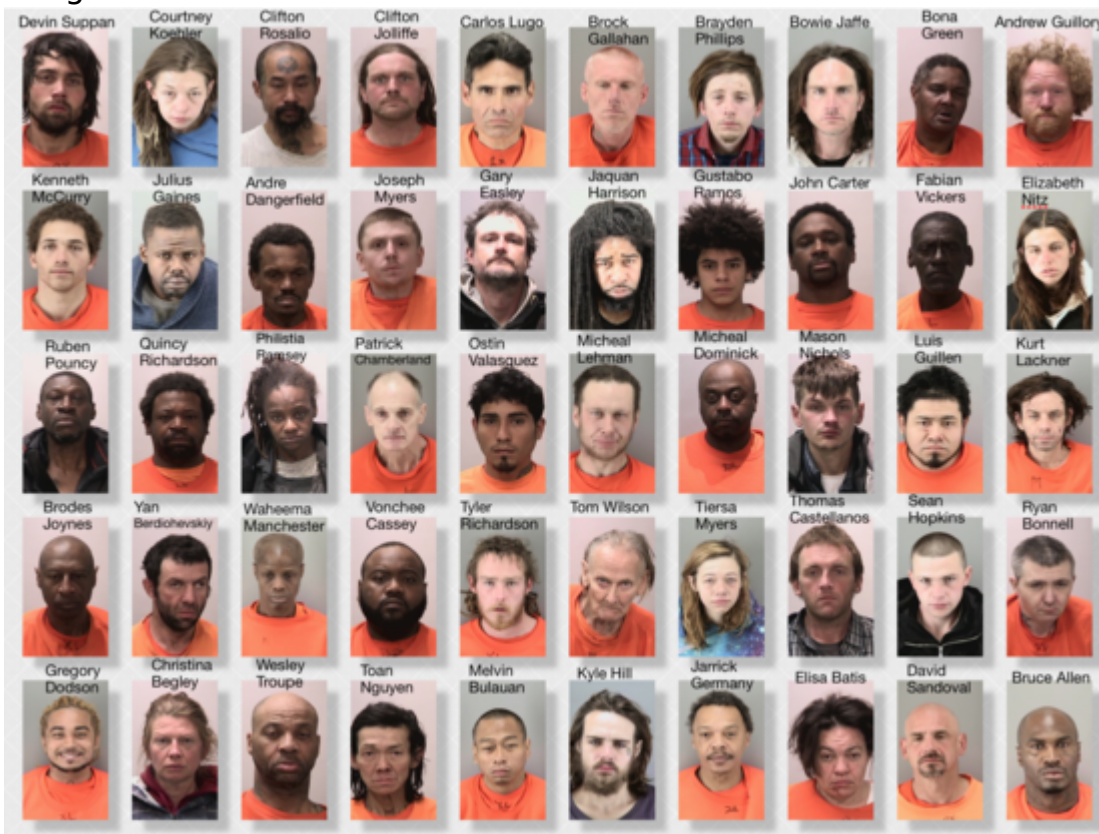 Devin Suppan
Courtney
Koehler
Clifton
Rosalio
Clifton
Jolliffe
Carlos Lugo
Brock
Gallahan
Brayden
Phillips
Bowie Jaffe
Bona
Green
Andrew Guillory
Kenneth
McCurry
Julius
Gaines
Andre
Dangerfield
Joseph
Myers
Gary
Easley
Jaquan
Harrison
Gustabo
Ramos
John Carter
Fabian
Vickers
Elizabeth
Nitz
Ruben
Pouncy
Quincy
Richardson
Philistia
Ramsey
Patrick
Chamberland
Ostin
Valasquez
Micheal
Lehman
Micheal
Dominick
Mason
Nichols
Luis
Guillen
Kurt
Lackner
Brodes
Joynes
Yan
Berdiohevskiy
Waheema
Manchester
Vonchee
Cassey
Tyler
Richardson
Tom Wilson
Tiersa
Myers
Thomas
Castellanos
Sean
Hopkins
Ryan
Bonnell
Gregory
Dodson
Christina
Begley
Wesley
Troupe
Toan
Nguyen
Melvin
Bulauan
Kyle Hill
Jarrick
Germany
Elisa Batis
David
Sandoval
Bruce Allen